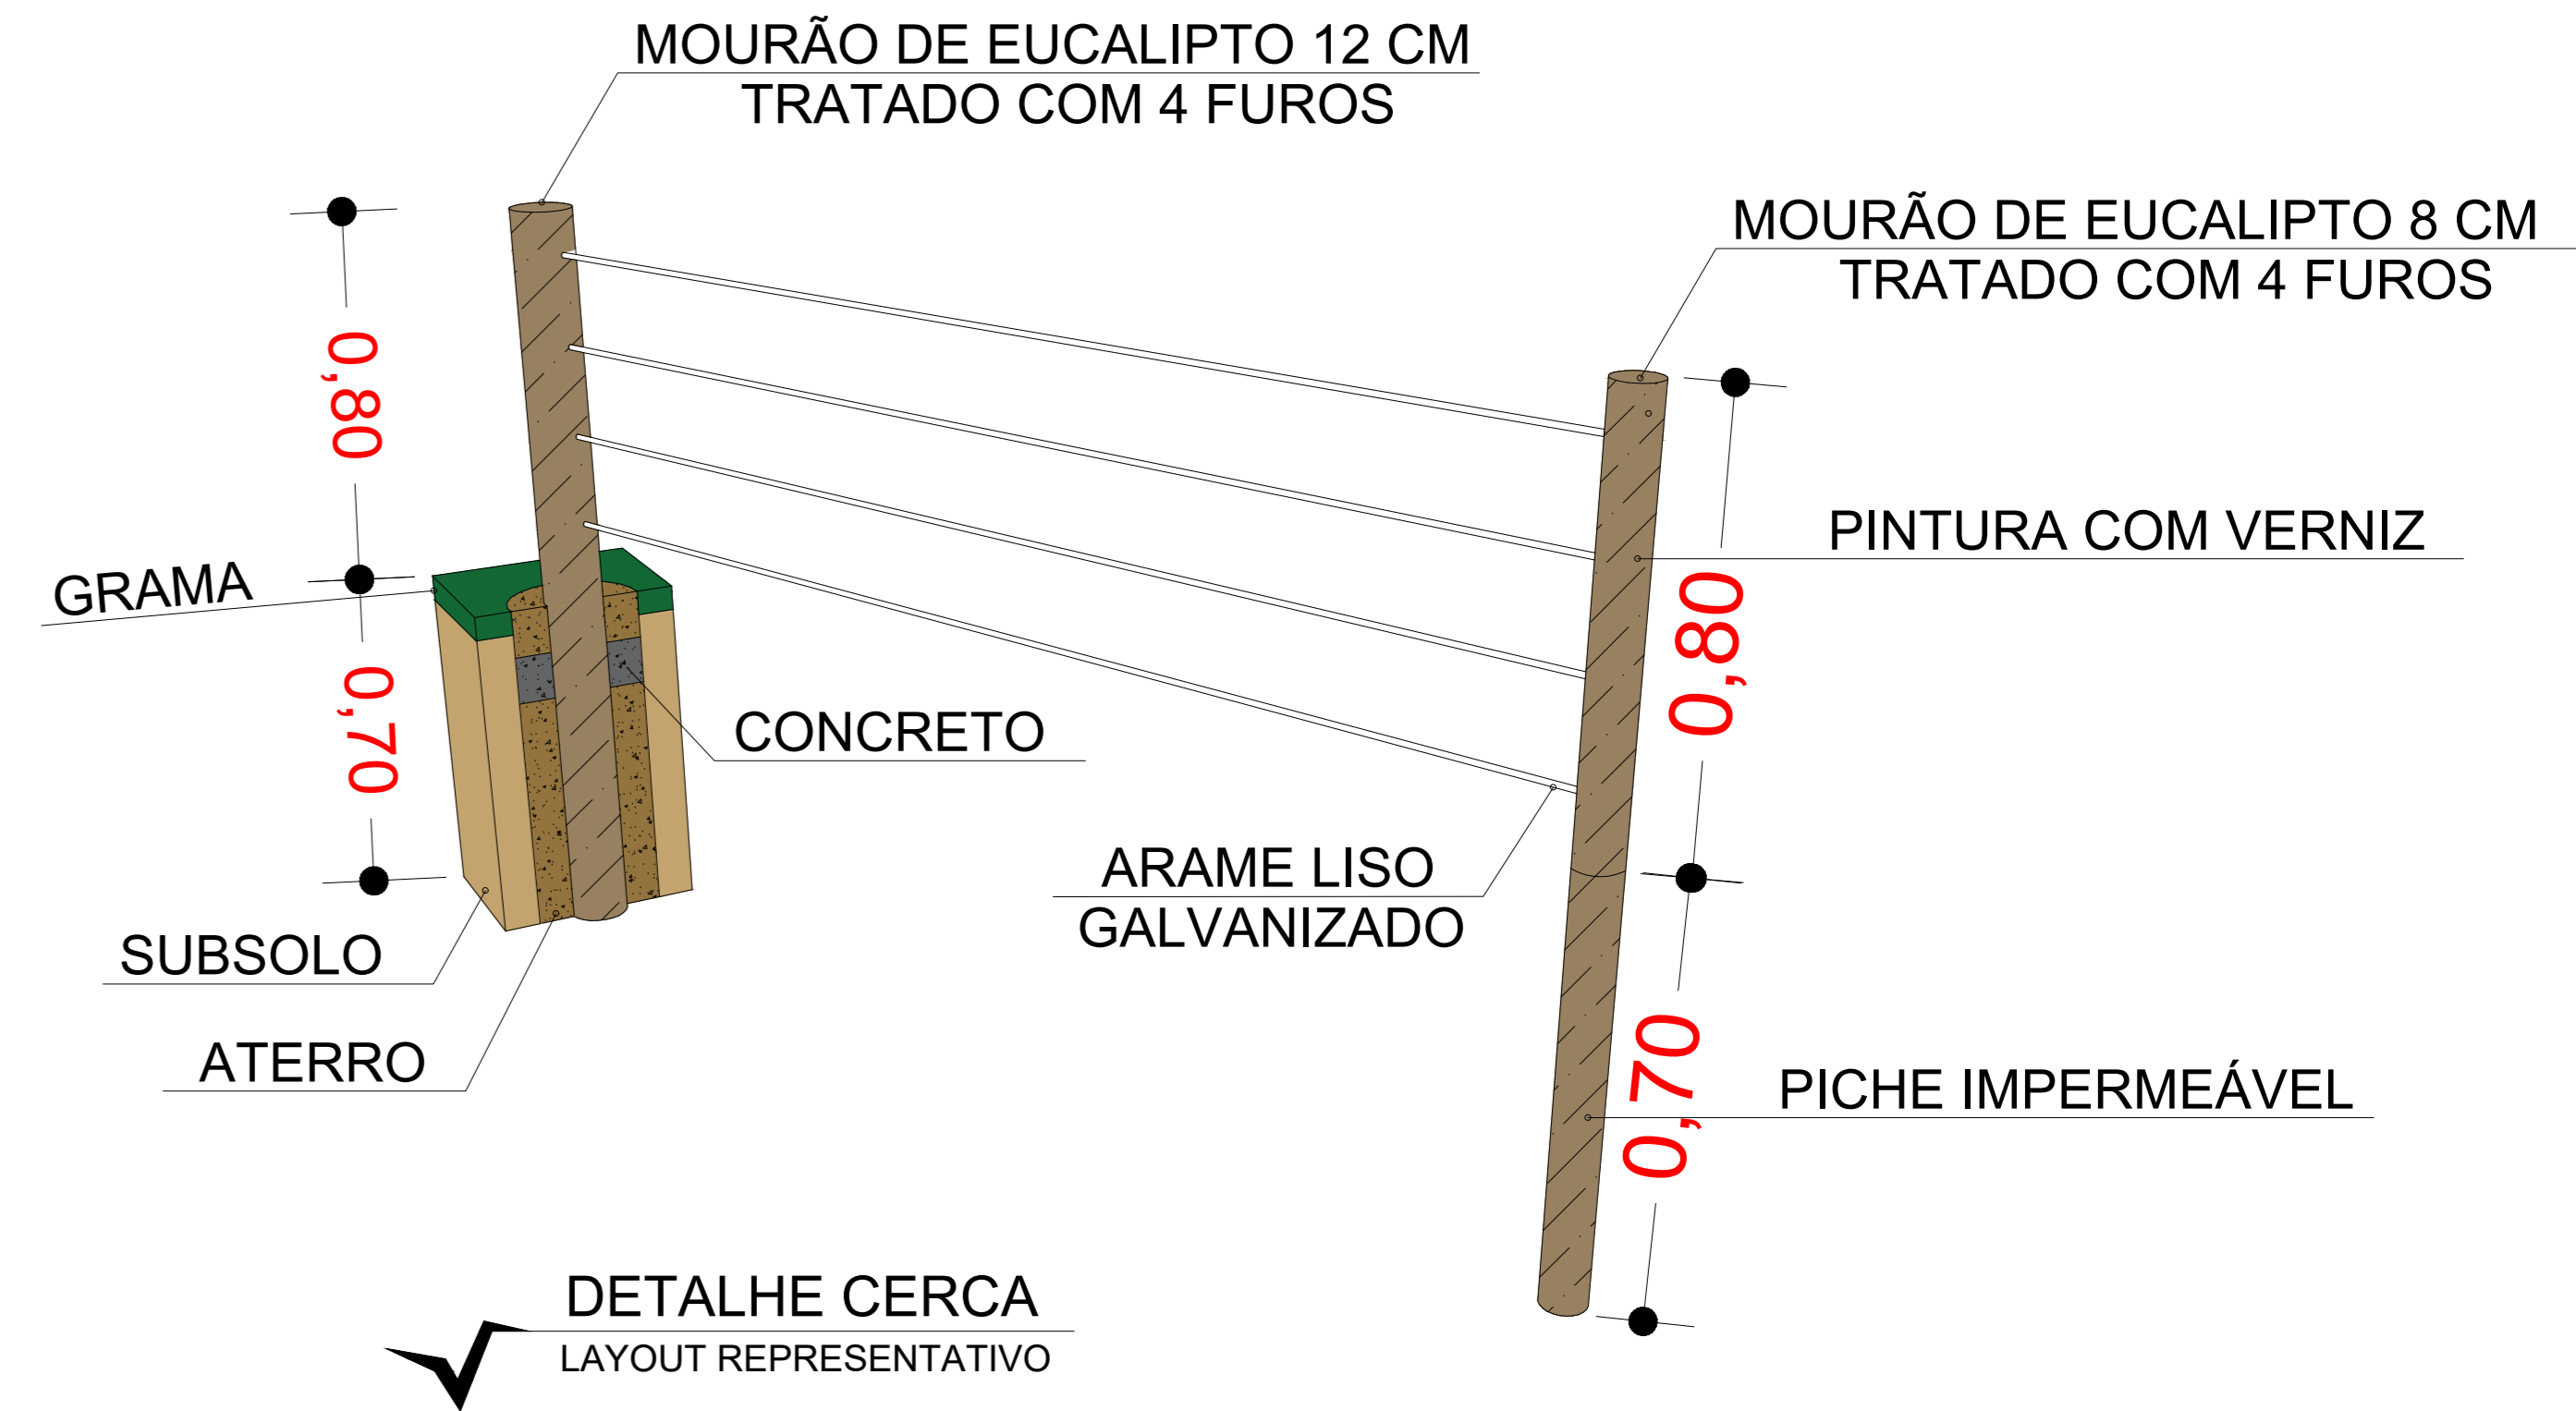 MOURÃO DE EUCALIPTO 12 CM
TRATADO COM 4 FUROS
MOURÃO DE EUCALIPTO 8 CM
TRATADO COM 4 FUROS
0,80
PINTURA COM VERNIZ
GRAMA
0,80
0,70
CONCRETO
ARAME LISO
GALVANIZADO
SUBSOLO
ATERRO
0,70
PICHE IMPERMEÁVEL
DETALHE CERCA
LAYOUT REPRESENTATIVO